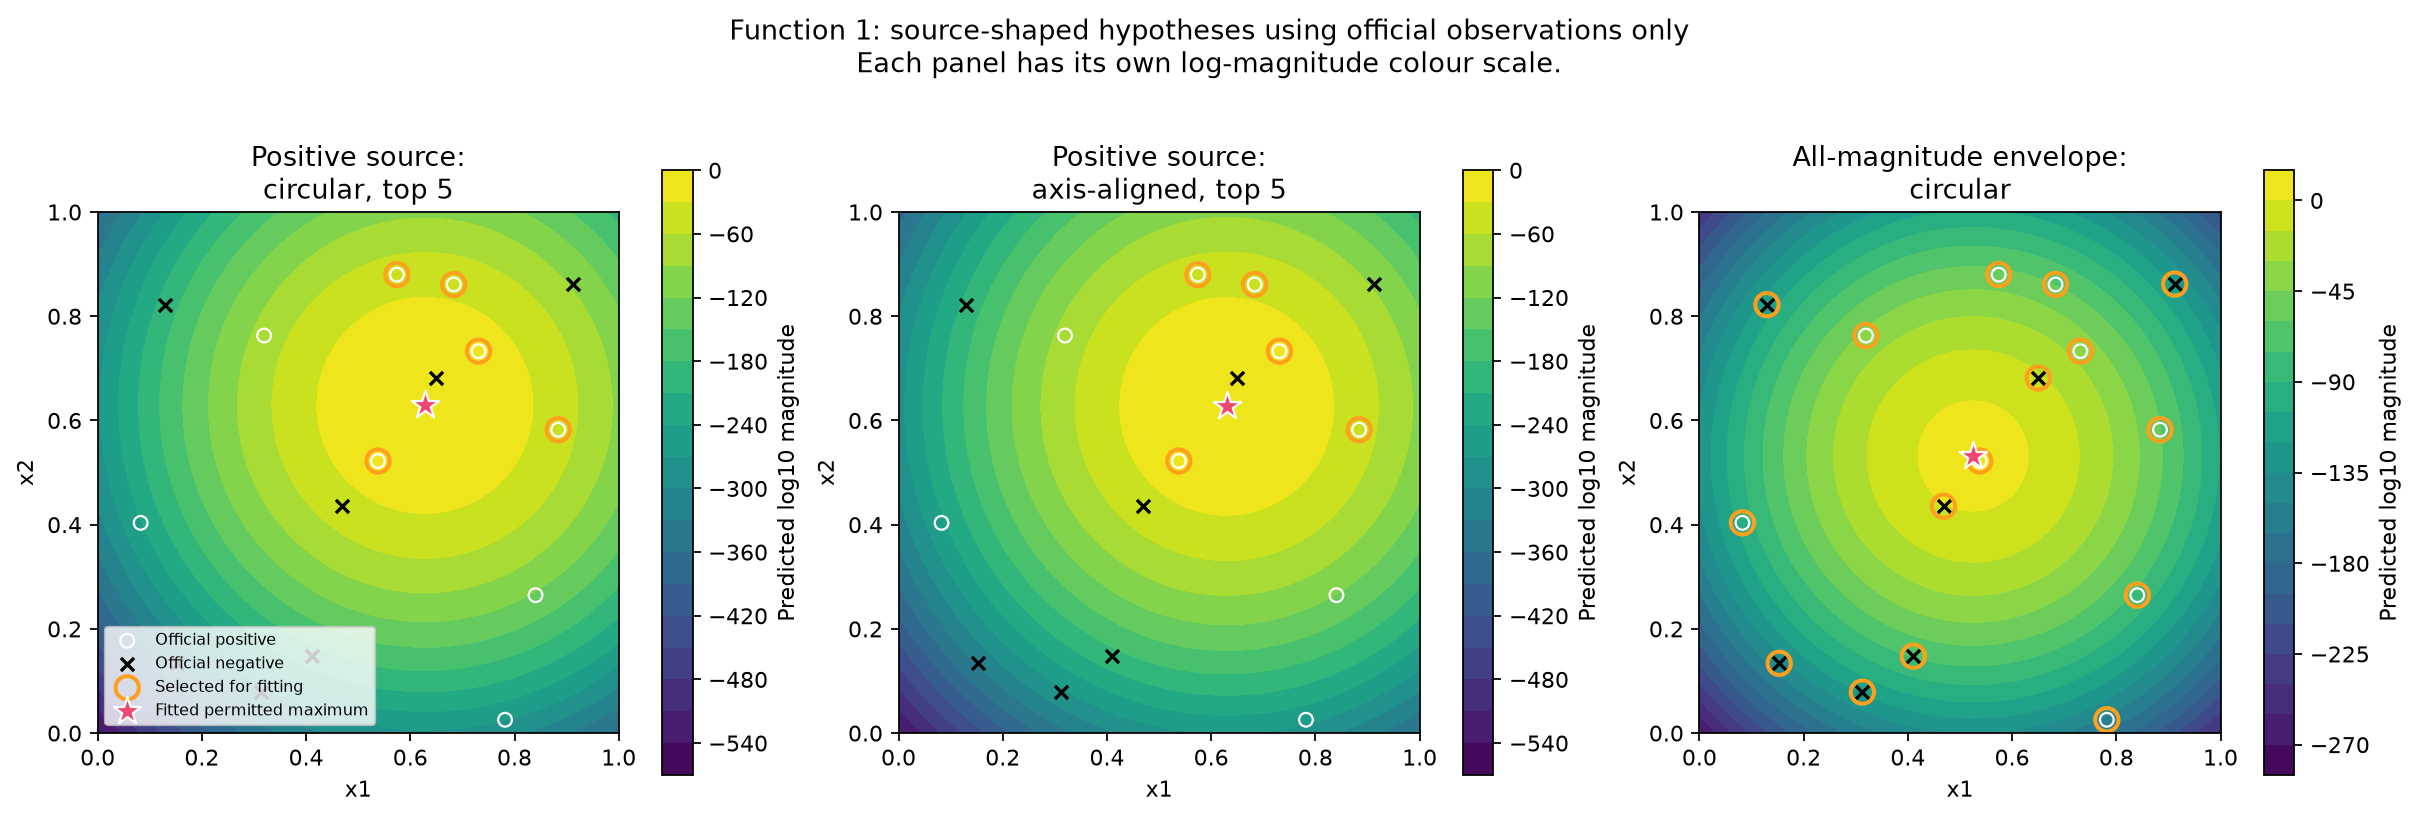 Function 1: source-shaped hypotheses using official observations only
Each panel has its own log-magnitude colour scale.
Positive source:
circular, top 5
1.0
0.8
0.6
0.4
0.2
0.0
x2
0.0 0.2 0.4 0.6 0.8 1.0
x1
Official positive
Official negative
Selected for fitting
Fitted permitted maximum
0
−60
−120
−180
−240
−300
−360
−420
−480
−540
Predicted log10 magnitude
Positive source:
axis-aligned, top 5
1.0
0.8
0.6
0.4
0.2
0.0
x2
0.0 0.2 0.4 0.6 0.8 1.0
x1
0
−60
−120
−180
−240
−300
−360
−420
−480
−540
Predicted log10 magnitude
All-magnitude envelope:
circular
1.0
0.8
0.6
0.4
0.2
0.0
x2
0.0 0.2 0.4 0.6 0.8 1.0
x1
0
−45
−90
−135
−180
−225
−270
Predicted log10 magnitude